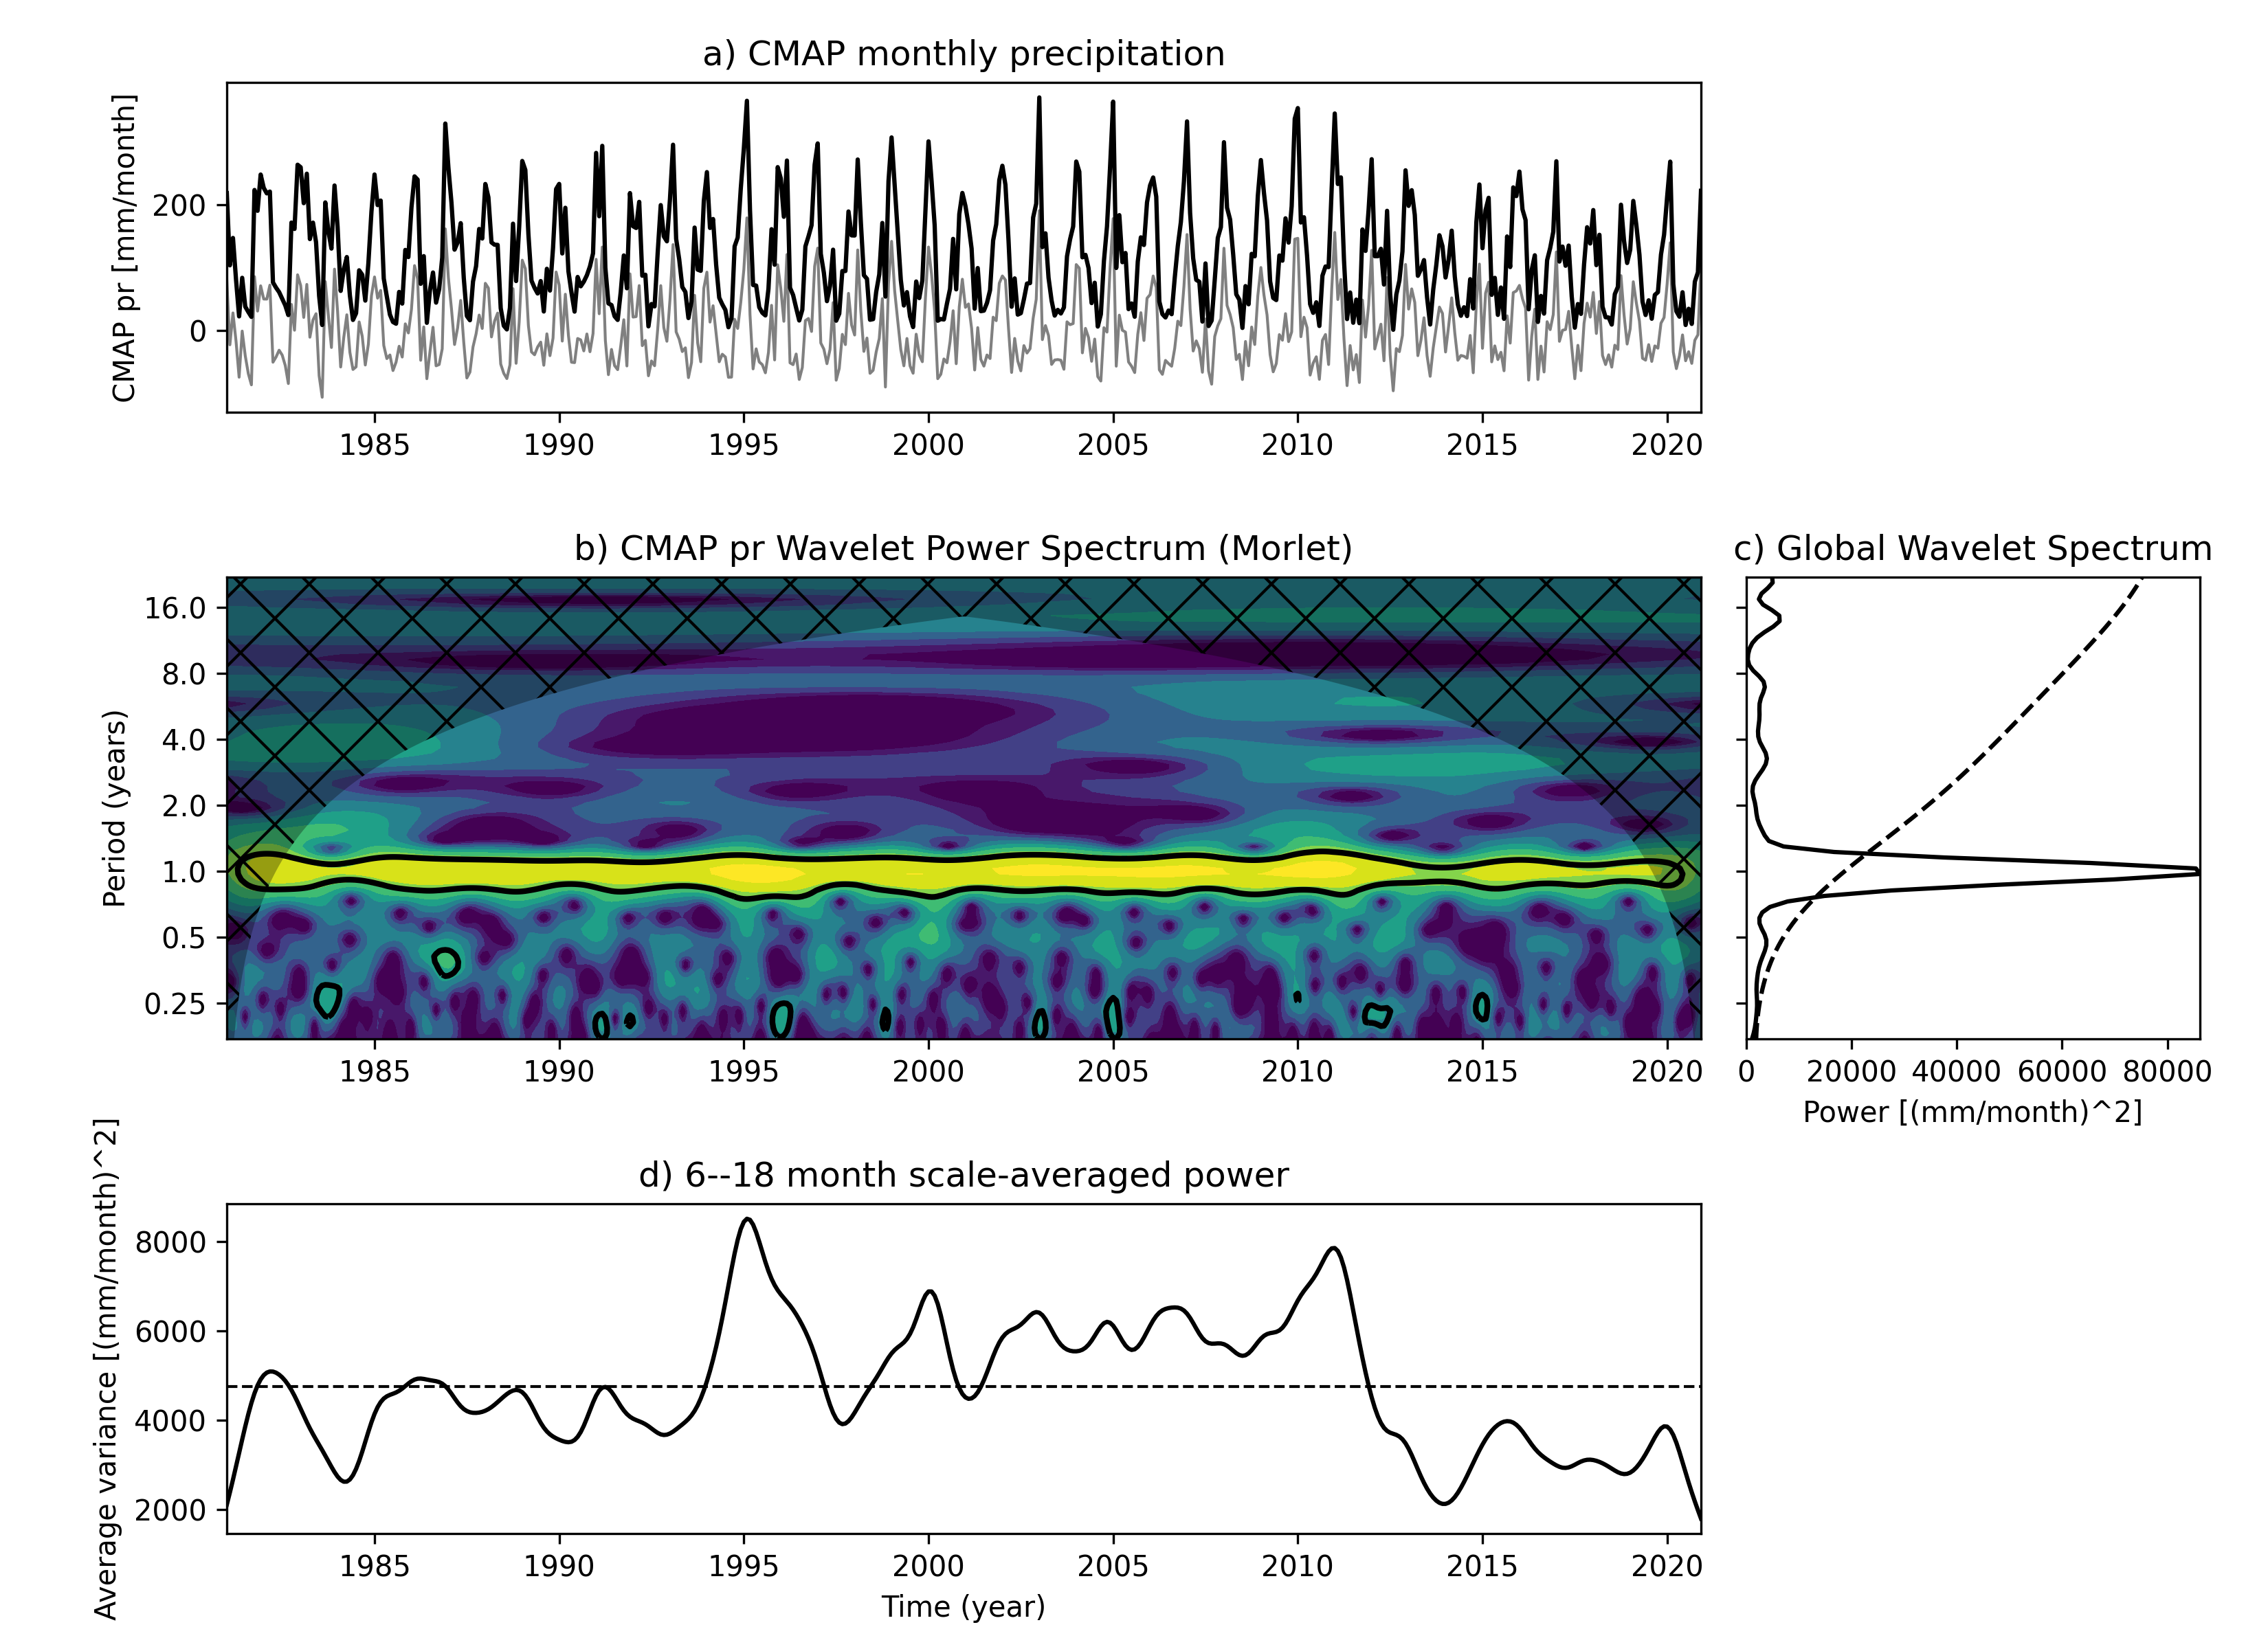 a) CMAP monthly precipitation
CMAP pr [mm/month]
200
0
1985 1990 1995 2000 2005 2010 2015 2020
b) CMAP pr Wavelet Power Spectrum (Morlet)
Period (years)
16.0
8.0
4.0
2.0
1.0
0.5
0.25
1985 1990 1995 2000 2005 2010 2015 2020
c) Global Wavelet Spectrum
0 20000 40000 60000 80000
Power [(mm/month)^2]
d) 6--18 month scale-averaged power
Average variance [(mm/month)^2]
8000
6000
4000
2000
1985 1990 1995 2000 2005 2010 2015 2020
Time (year)